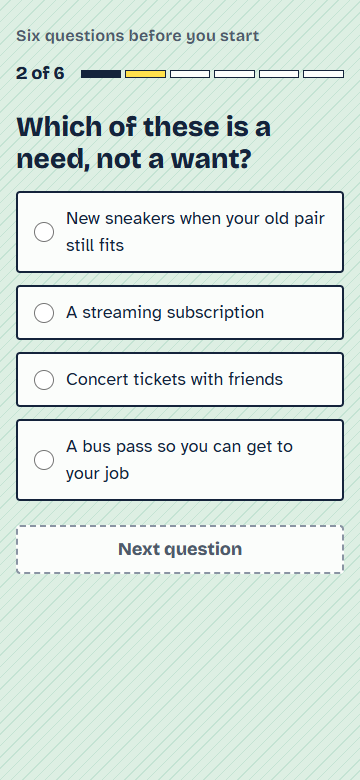 Six questions before you start
2 of 6
Which of these is a
need, not a want?
New sneakers when your old pair
still fits
A streaming subscription
Concert tickets with friends
A bus pass so you can get to
your job
Next question